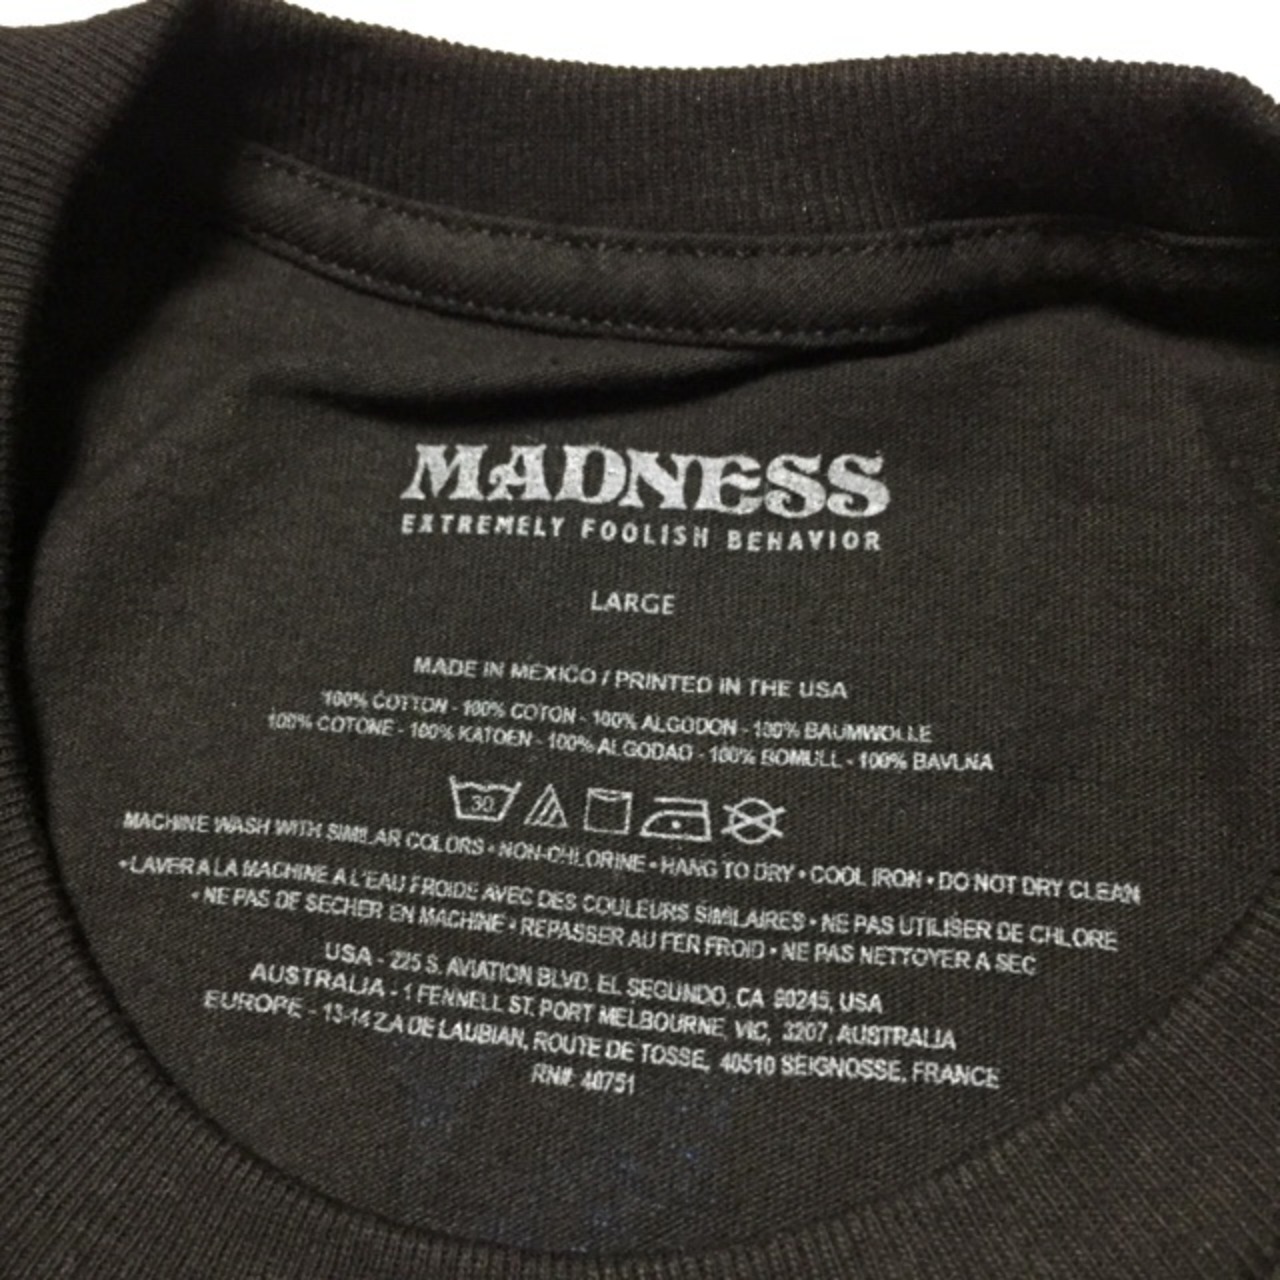 MADNESS
EXTREMELY FOOLISH BEHAVIOR
LARGE
MADE IN MEXICO / PRINTED IN THE USA
100% COTTON - 100% COTON - 100% ALGODON - 100% BAUMWOLLE
100% COTONE - 100% KATOEN - 100% ALGODAO - 100% BOMULL - 100% BAVLNA
30
MACHINE WASH WITH SIMILAR COLORS • NON-CHLORINE • HANG TO DRY • COOL IRON • DO NOT DRY CLEAN
• LAVER A LA MACHINE A L'EAU FROIDE AVEC DES COULEURS SIMILAIRES • NE PAS UTILISER DE CHLORE
• NE PAS DE SECHER EN MACHINE • REPASSER AU FER FROID • NE PAS NETTOYER A SEC
USA - 225 S. AVIATION BLVD. EL SEGUNDO, CA 90245, USA
AUSTRALIA - 1 FENNELL ST, PORT MELBOURNE, VIC, 3207, AUSTRALIA
EUROPE - 13-14 ZA DE LAUBIAN, ROUTE DE TOSSE, 40510 SEIGNOSSE, FRANCE
RN# 40751